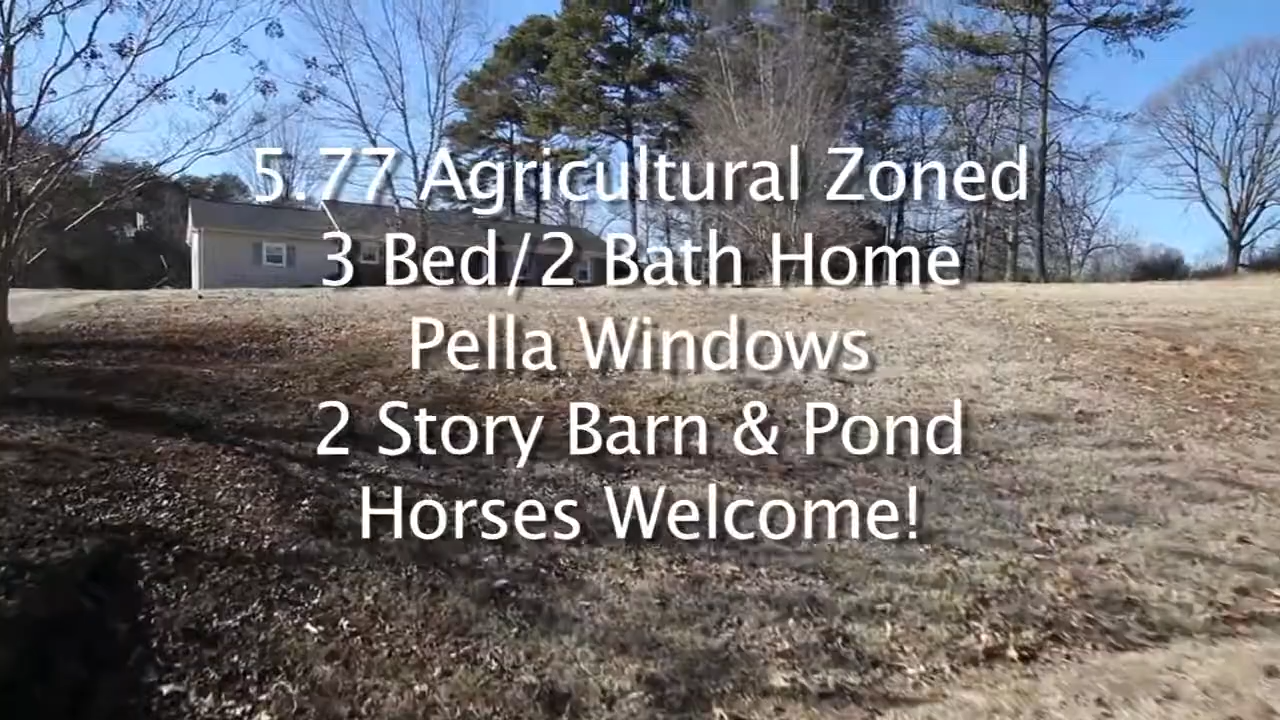 5.77 Agricultural Zoned
3 Bed/2 Bath Home
Pella Windows
2 Story Barn & Pond
Horses Welcome!